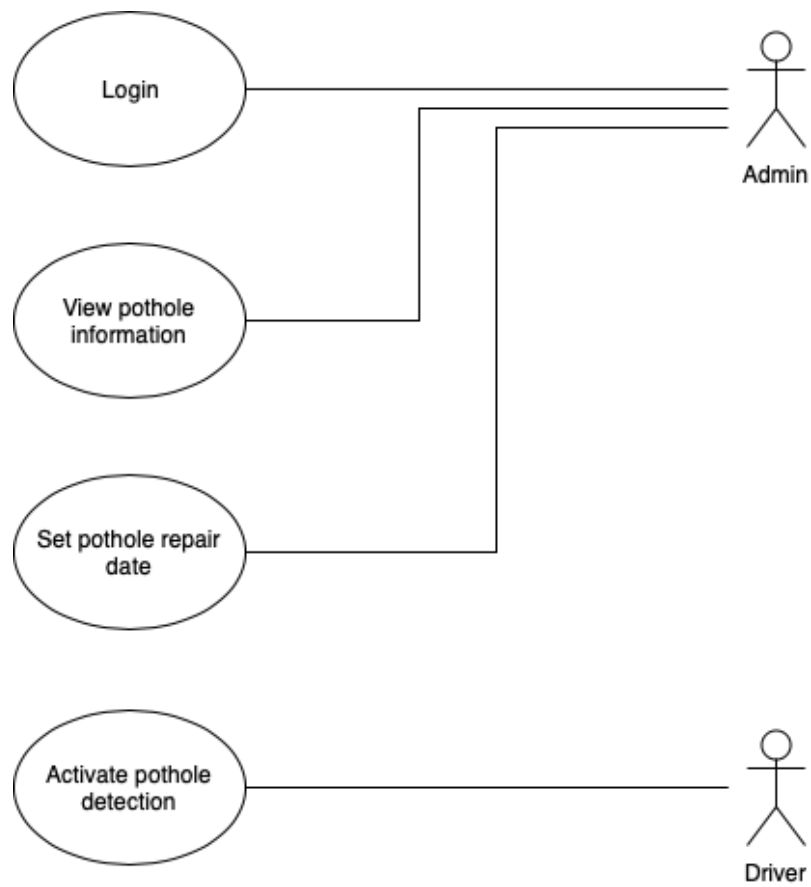 Login
Admin
View pothole
information
Set pothole repair
date
Activate pothole
detection
Driver